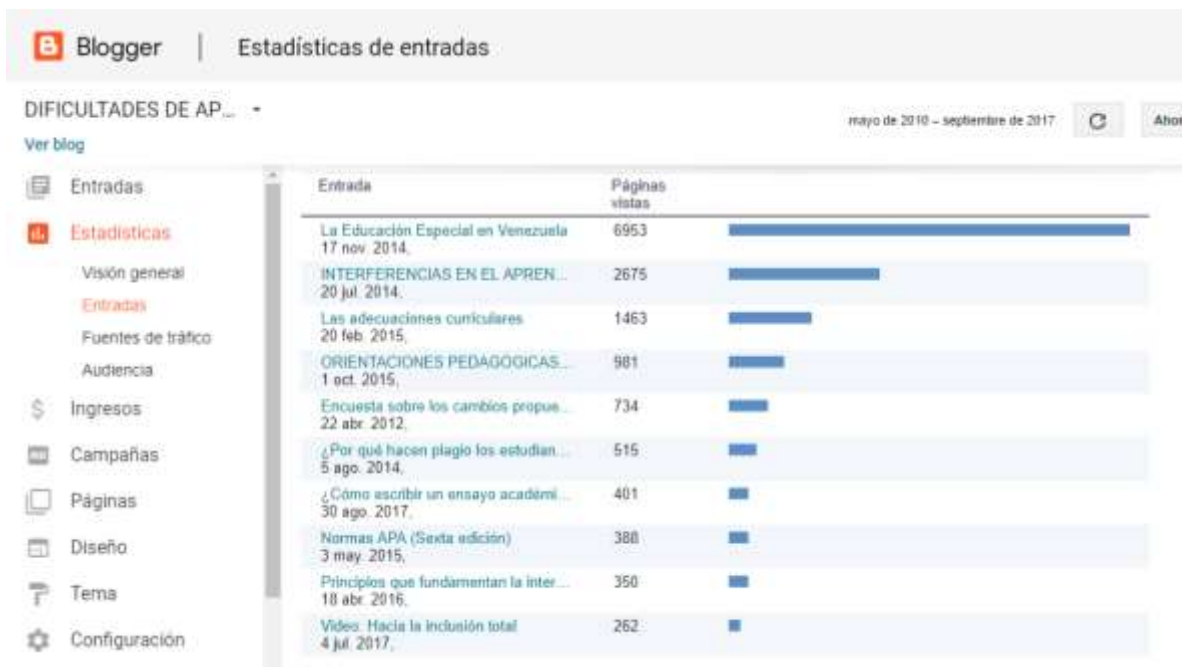 Blogger | Estadísticas de entradas
DIFICULTADES DE AP...
mayo de 2010 – septiembre de 2017
Ahor
Ver blog
Entradas
Estadísticas
Visión general
Entradas
Fuentes de tráfico
Audiencia
Ingresos
Campañas
Páginas
Diseño
Tema
Configuración
Entrada
Páginas
vistas
La Educación Especial en Venezuela 6953
17 nov. 2014,
INTERFERENCIAS EN EL APREN... 2675
20 jul. 2014,
Las adecuaciones curriculares 1463
20 feb. 2015,
ORIENTACIONES PEDAGÓGICAS... 981
1 oct. 2015,
Encuesta sobre los cambios propue... 734
22 abr. 2012,
¿Por qué hacen plagio los estudian... 515
5 ago. 2014,
¿Cómo escribir un ensayo académi... 401
30 ago. 2017,
Normas APA (Sexta edición) 388
3 may. 2015,
Principios que fundamentan la inter... 350
18 abr. 2016,
Video: Hacia la inclusión total 262
4 jul. 2017,